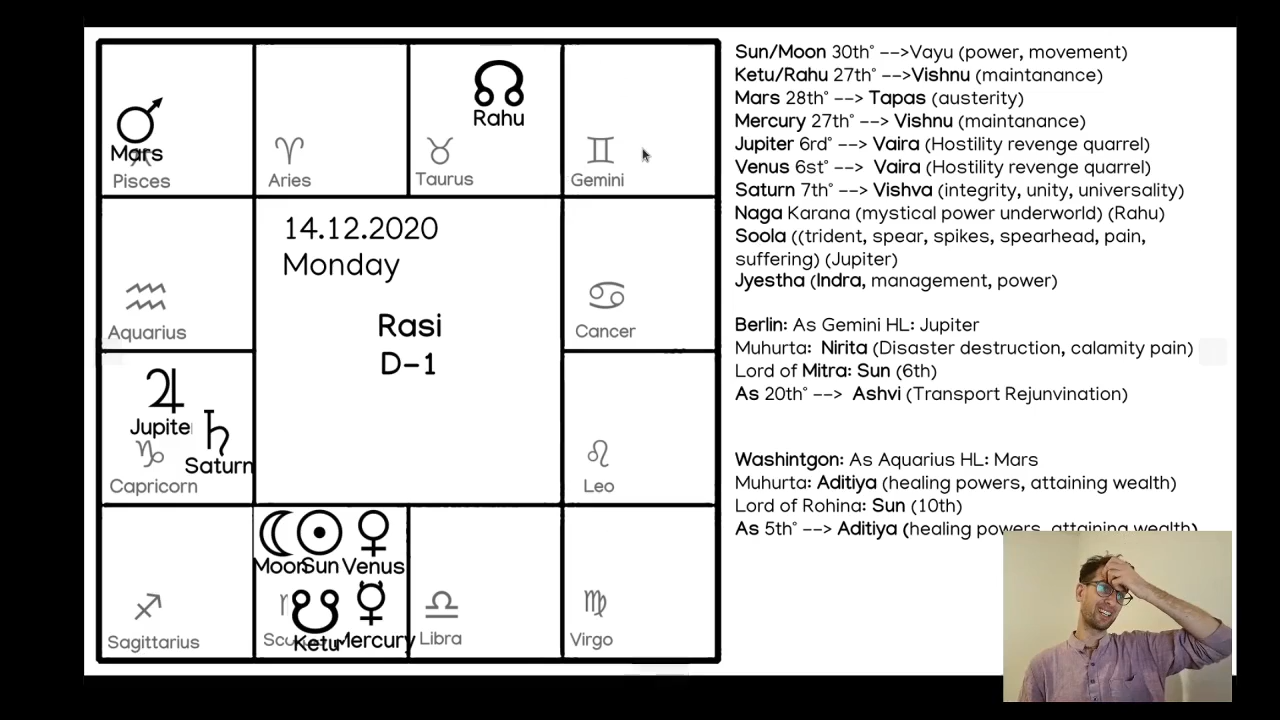 Mars
Pisces
Aries
Rahu
Taurus
Gemini
14.12.2020
Monday
Rasi
D-1
Aquarius
Cancer
Jupite
Saturn
Capricorn
Leo
Moon Sun Venus
Ketu Mercury
Sagittarius
Libra
Virgo
Sun/Moon 30th° -->Vayu (power, movement)
Ketu/Rahu 27th° -->Vishnu (maintanance)
Mars 28th° --> Tapas (austerity)
Mercury 27th° --> Vishnu (maintanance)
Jupiter 6rd° --> Vaira (Hostility revenge quarrel)
Venus 6st° --> Vaira (Hostility revenge quarrel)
Saturn 7th° --> Vishva (integrity, unity, universality)
Naga Karana (mystical power underworld) (Rahu)
Soola ((trident, spear, spikes, spearhead, pain,
suffering) (Jupiter)
Jyestha (Indra, management, power)
Berlin: As Gemini HL: Jupiter
Muhurta: Nirita (Disaster destruction, calamity pain)
Lord of Mitra: Sun (6th)
As 20th° --> Ashvi (Transport Rejunvination)
Washintgon: As Aquarius HL: Mars
Muhurta: Aditiya (healing powers, attaining wealth)
Lord of Rohina: Sun (10th)
As 5th° --> Aditiya (healing powers, attaining wealth)